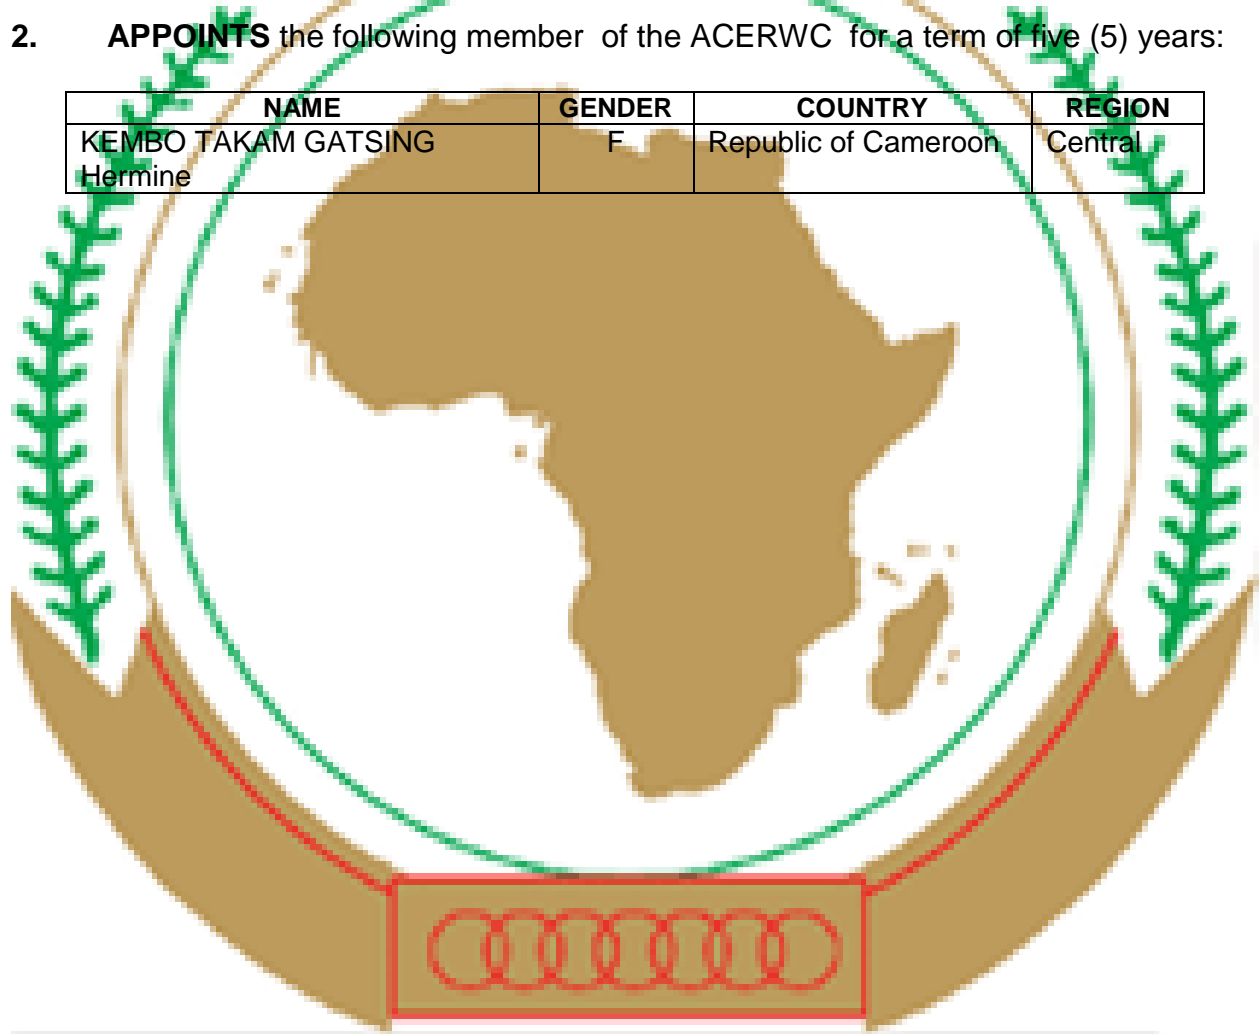 2. APPOINTS the following member of the ACERWC for a term of five (5) years:
NAME GENDER COUNTRY REGION
KEMBO TAKAM GATSING F Republic of Cameroon Central
Hermine